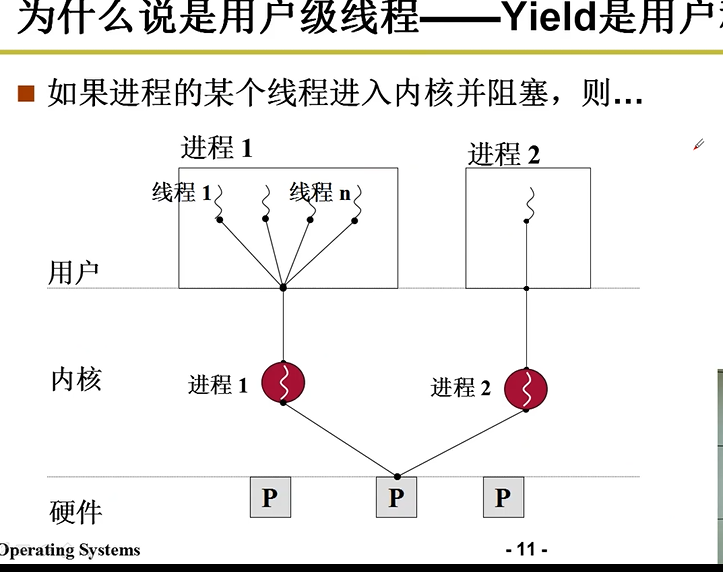 为什么说是用户级线程——Yield是用户
如果进程的某个线程进入内核并阻塞，则…
进程 1
进程 2
线程 1
线程 n
用户
内核
进程 1
进程 2
P
P
P
硬件
Operating Systems
- 11 -